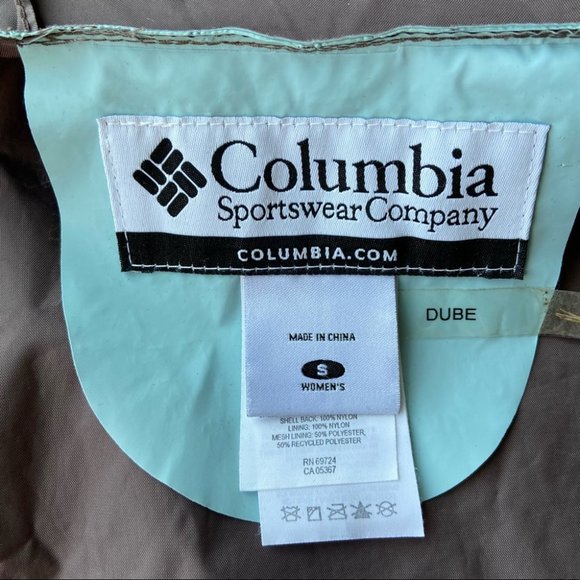 Columbia
Sportswear Company
COLUMBIA.COM
DUBE
MADE IN CHINA
S
WOMEN'S
SHELL BACK: 100% NYLON
LINING: 100% NYLON
MESH LINING: 50% POLYESTER,
50% RECYCLED POLYESTER
RN 69724
CA 05367